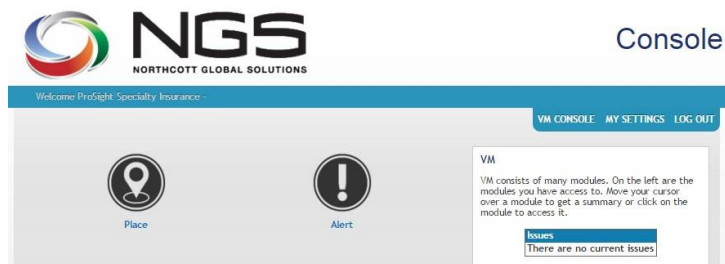 NGS
NORTHCOTT GLOBAL SOLUTIONS
Console
Welcome ProSight Specialty Insurance -
VM CONSOLE MY SETTINGS LOG OUT
Place
Alert
VM
VM consists of many modules. On the left are the
modules you have access to. Move your cursor
over a module to get a summary or click on the
module to access it.
Issues
There are no current issues